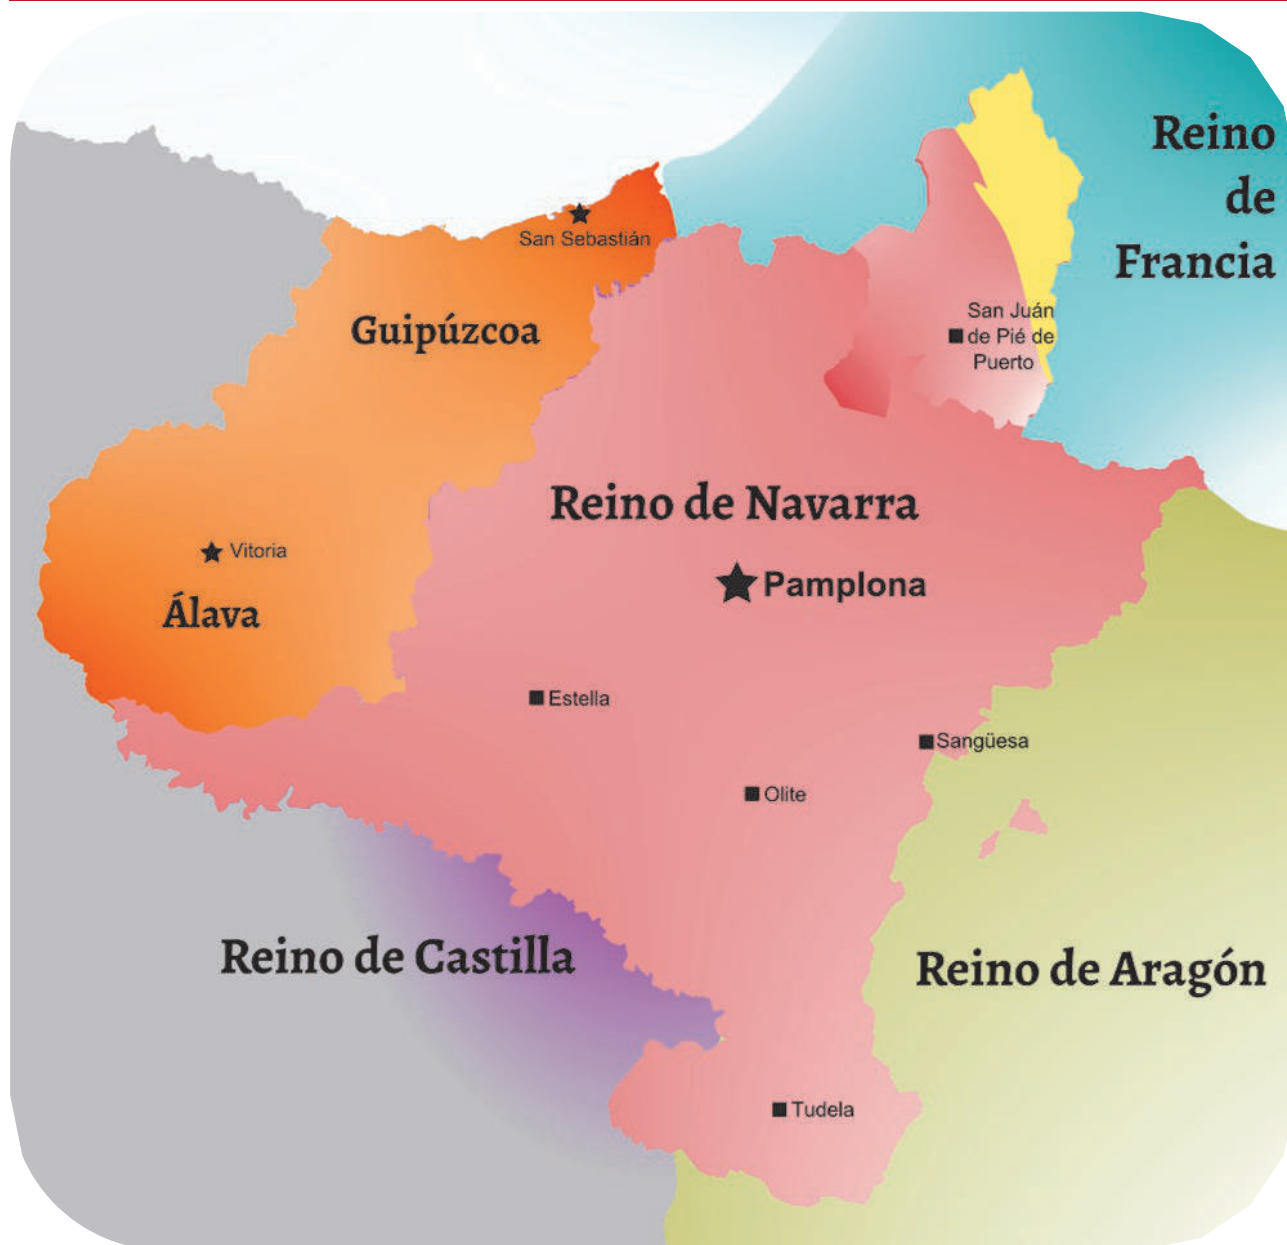 Reino
de
Francia
San Sebastián
Guipúzcoa
San Juán
de Pié de
Puerto
Reino de Navarra
Vitoria
Pamplona
Álava
Estella
Sangüesa
Olite
Reino de Castilla
Reino de Aragón
Tudela